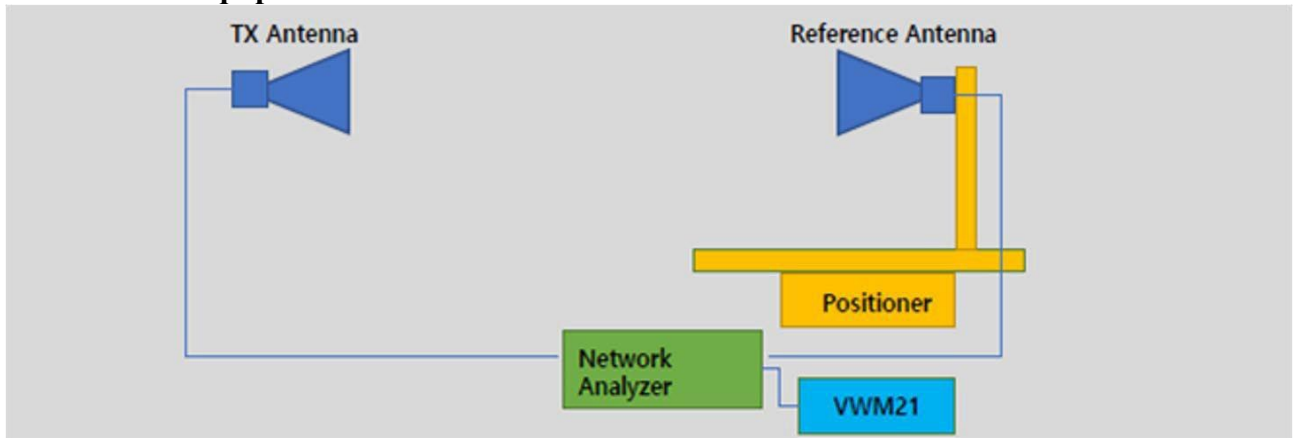 TX Antenna
Reference Antenna
Positioner
Network
Analyzer
VWM21